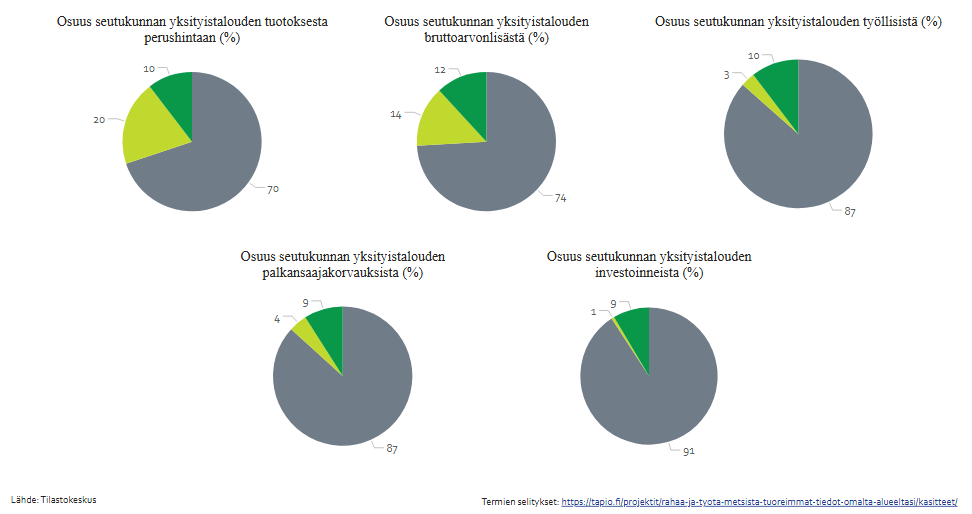 Osuus seutukunnan yksityistalouden tuotoksesta
perushintaan (%)
10
20
70
Osuus seutukunnan yksityistalouden
bruttoarvonlisästä (%)
12
14
74
Osuus seutukunnan yksityistalouden työllisistä (%)
10
3
87
Osuus seutukunnan yksityistalouden
palkansaajakorvauksista (%)
9
4
87
Osuus seutukunnan yksityistalouden
investoinneista (%)
9
1
91
Lähde: Tilastokeskus
Termien selitykset: https://tapio.fi/projektit/rahaa-ja-tyota-metsista-tuoreimmat-tiedot-omalta-alueeltasi/kasitteet/